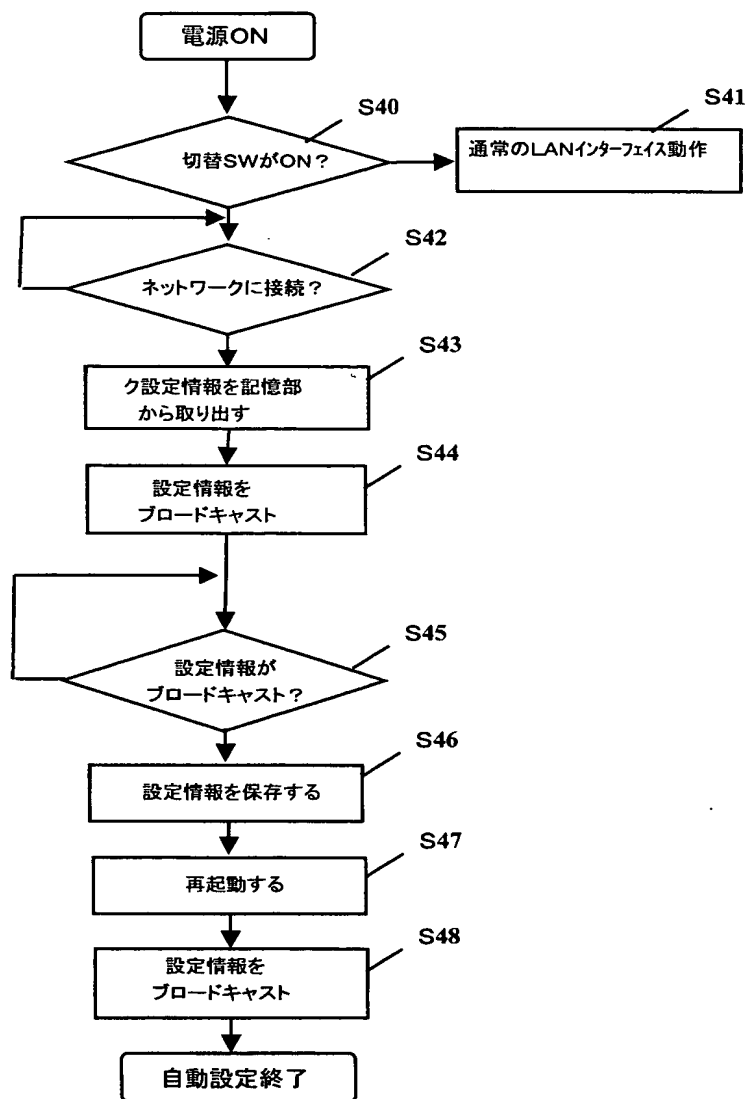 電源ON
S40
切替SWがON?
S41
通常のLANインターフェイス動作
S42
ネットワークに接続?
S43
ク設定情報を記憶部
から取り出す
S44
設定情報を
ブロードキャスト
S45
設定情報が
ブロードキャスト?
S46
設定情報を保存する
S47
再起動する
S48
設定情報を
ブロードキャスト
自動設定終了